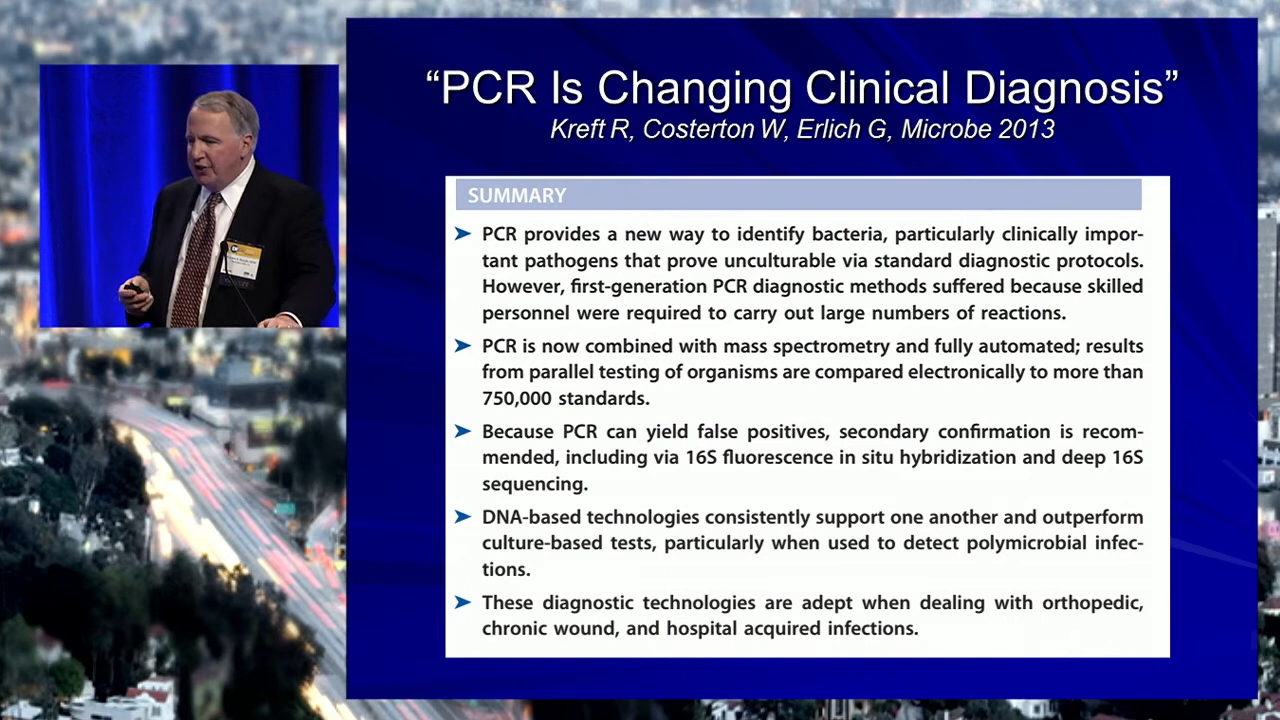 “PCR Is Changing Clinical Diagnosis”
Kreft R, Costerton W, Erlich G, Microbe 2013
SUMMARY
➤ PCR provides a new way to identify bacteria, particularly clinically impor-
tant pathogens that prove unculturable via standard diagnostic protocols.
However, first-generation PCR diagnostic methods suffered because skilled
personnel were required to carry out large numbers of reactions.
➤ PCR is now combined with mass spectrometry and fully automated; results
from parallel testing of organisms are compared electronically to more than
750,000 standards.
➤ Because PCR can yield false positives, secondary confirmation is recom-
mended, including via 16S fluorescence in situ hybridization and deep 16S
sequencing.
➤ DNA-based technologies consistently support one another and outperform
culture-based tests, particularly when used to detect polymicrobial infec-
tions.
➤ These diagnostic technologies are adept when dealing with orthopedic,
chronic wound, and hospital acquired infections.